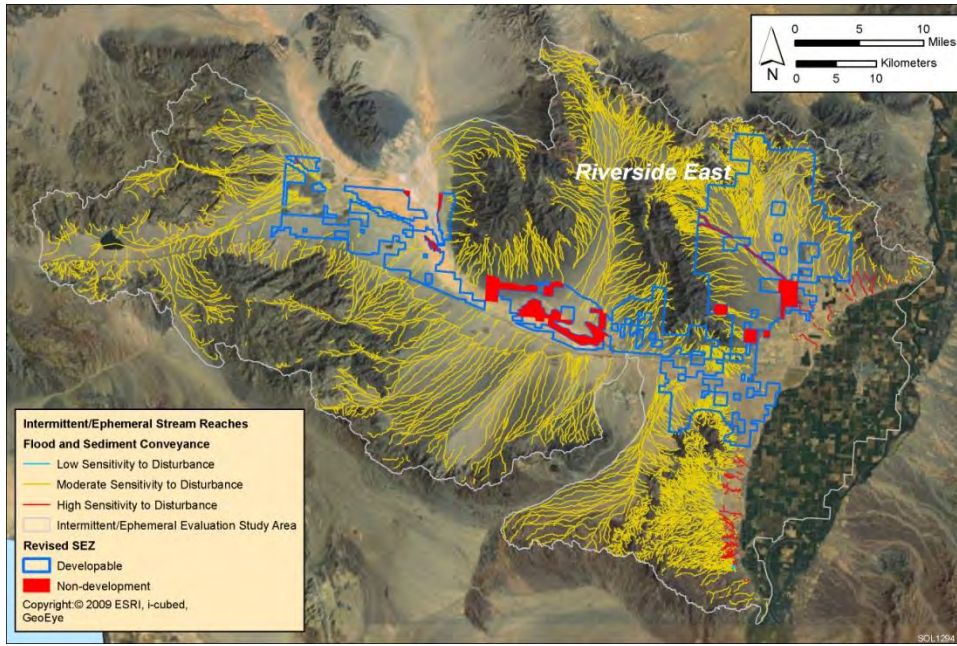 0 5 10
Miles
Kilometers
0 5 10
N
Riverside East
Intermittent/Ephemeral Stream Reaches
Flood and Sediment Conveyance
Low Sensitivity to Disturbance
Moderate Sensitivity to Disturbance
High Sensitivity to Disturbance
Intermittent/Ephemeral Evaluation Study Area
Revised SEZ
Developable
Non-development
Copyright:© 2009 ESRI, i-cubed,
GeoEye
SOL1294